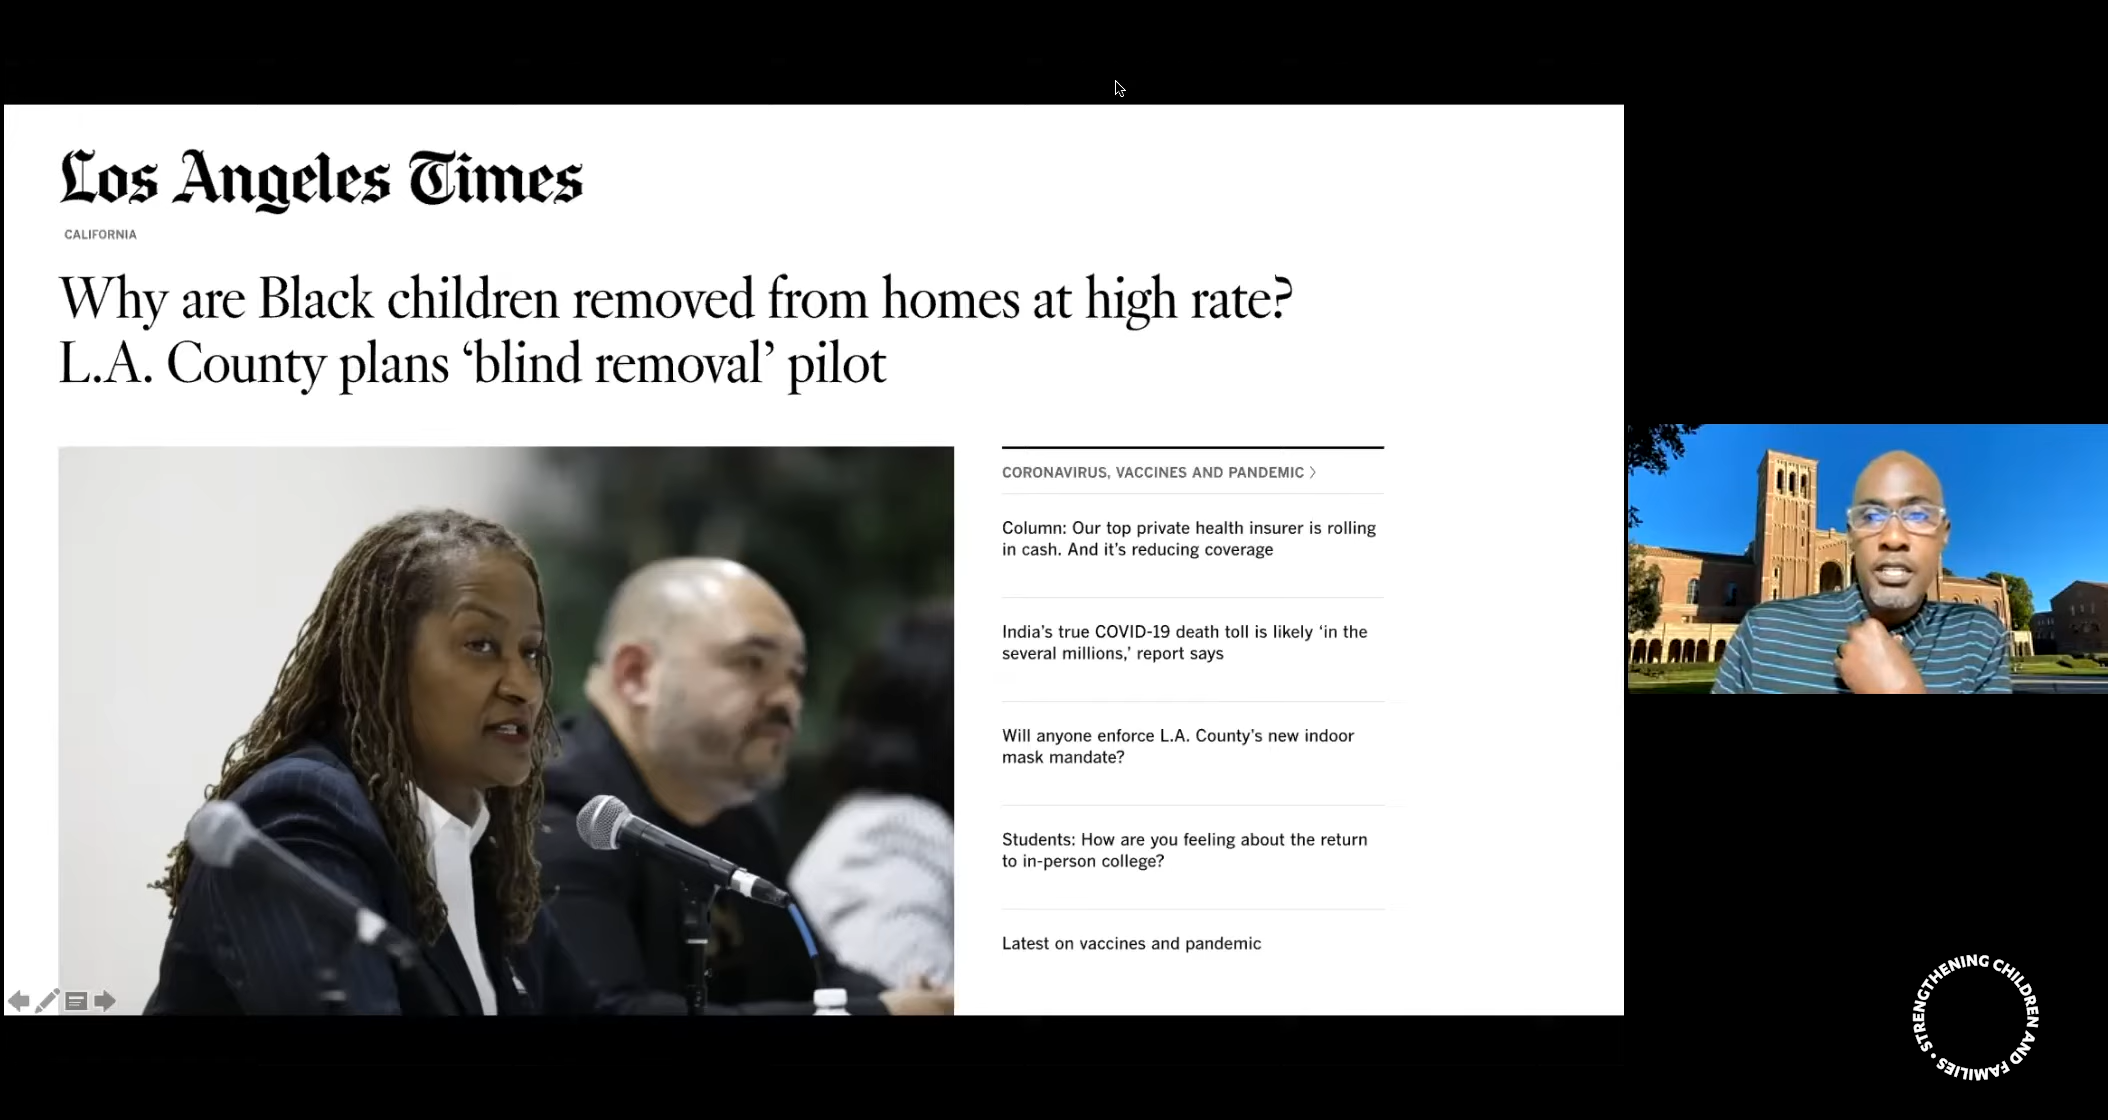 Los Angeles Times
CALIFORNIA
Why are Black children removed from homes at high rate?
L.A. County plans ‘blind removal’ pilot
CORONAVIRUS, VACCINES AND PANDEMIC >
Column: Our top private health insurer is rolling
in cash. And it’s reducing coverage
India’s true COVID-19 death toll is likely ‘in the
several millions,’ report says
Will anyone enforce L.A. County’s new indoor
mask mandate?
Students: How are you feeling about the return
to in-person college?
Latest on vaccines and pandemic
STRENGTHENING CHILDREN AND FAMILIES •